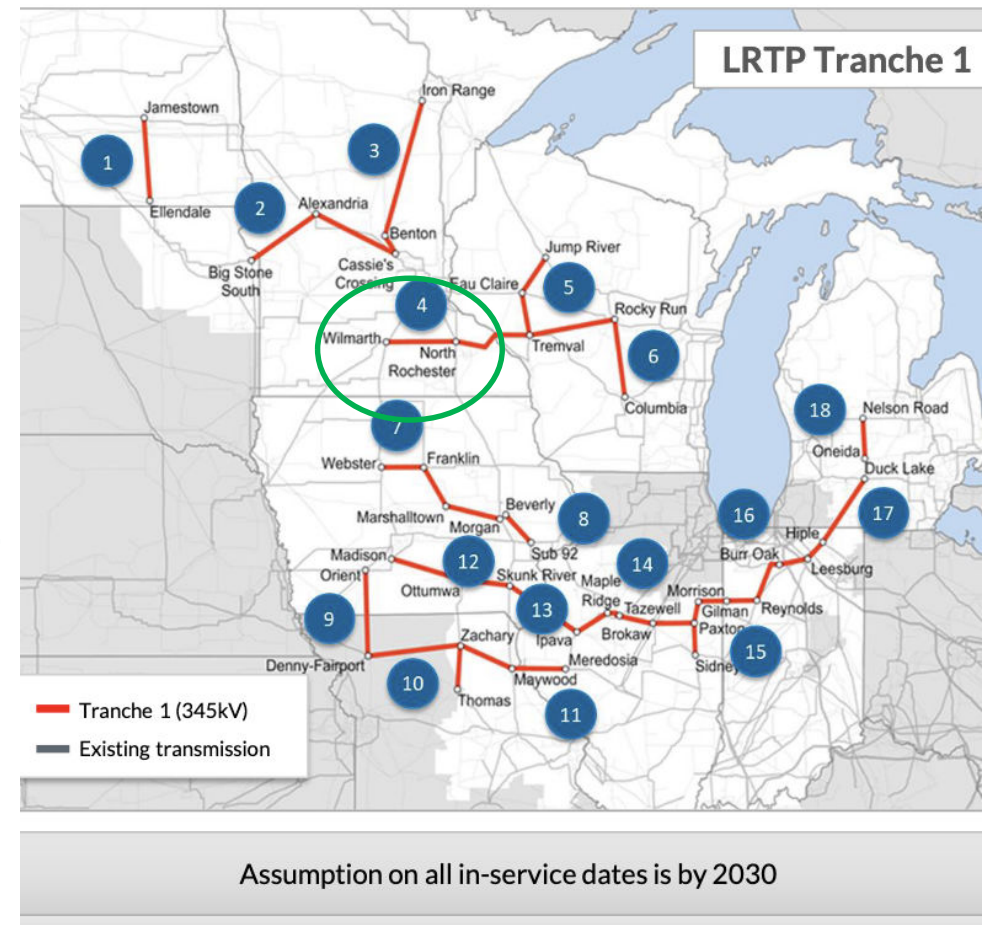 LRTP Tranche 1
Iron Range
Jamestown
3
1
Ellendale
2
Alexandria
Benton
Big Stone
South
Cassie's
Crossing
Jump River
Eau Claire
5
4
Rocky Run
Wilmarth
North
Rochester
Tremval
6
Columbia
18
Nelson Road
7
Oneida
Duck Lake
Webster
Franklin
Marshalltown
Morgan
Beverly
8
Sub 92
16
17
Hiple
Burr Oak
Leesburg
Madison
Orient
12
14
Ottumwa
Skunk River
Maple
Ridge
Tazewell
Morrison
Gilman
Reynolds
9
13
Ipava
Brokaw
Paxton
15
Sidney
Zachary
Denny-Fairport
10
Meredosia
Maywood
Thomas
11
Tranche 1 (345kV)
Existing transmission
Assumption on all in-service dates is by 2030